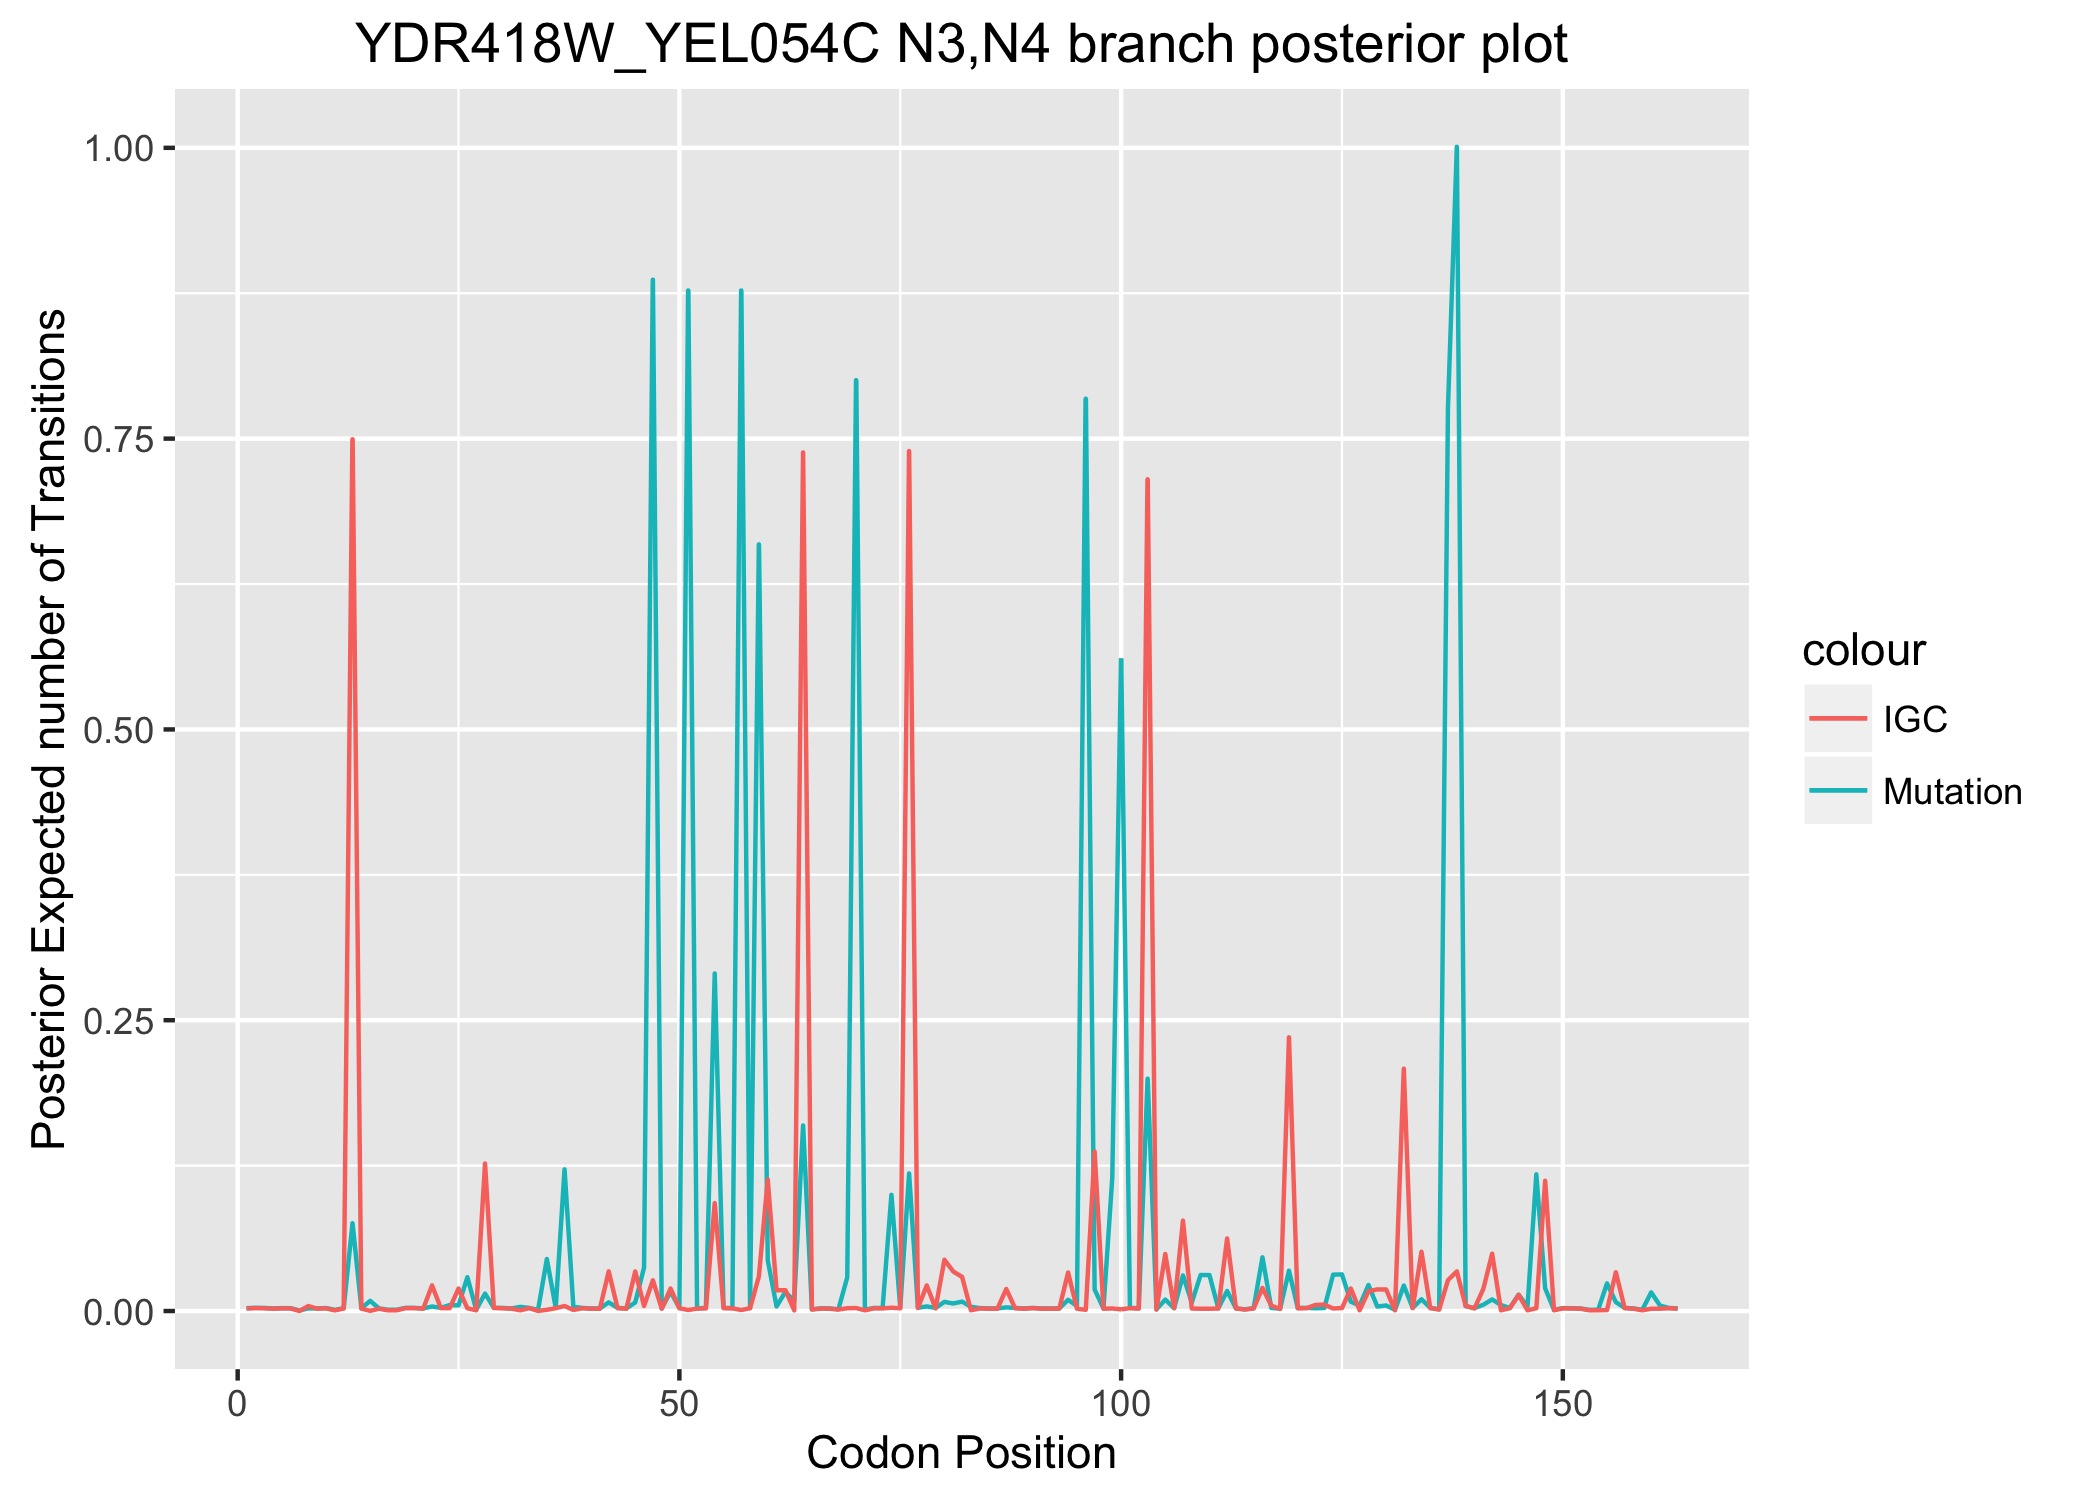 YDR418W_YEL054C N3,N4 branch posterior plot
Posterior Expected number of Transitions
1.00
0.75
0.50
0.25
0.00
0
50
100
150
Codon Position
colour
IGC
Mutation